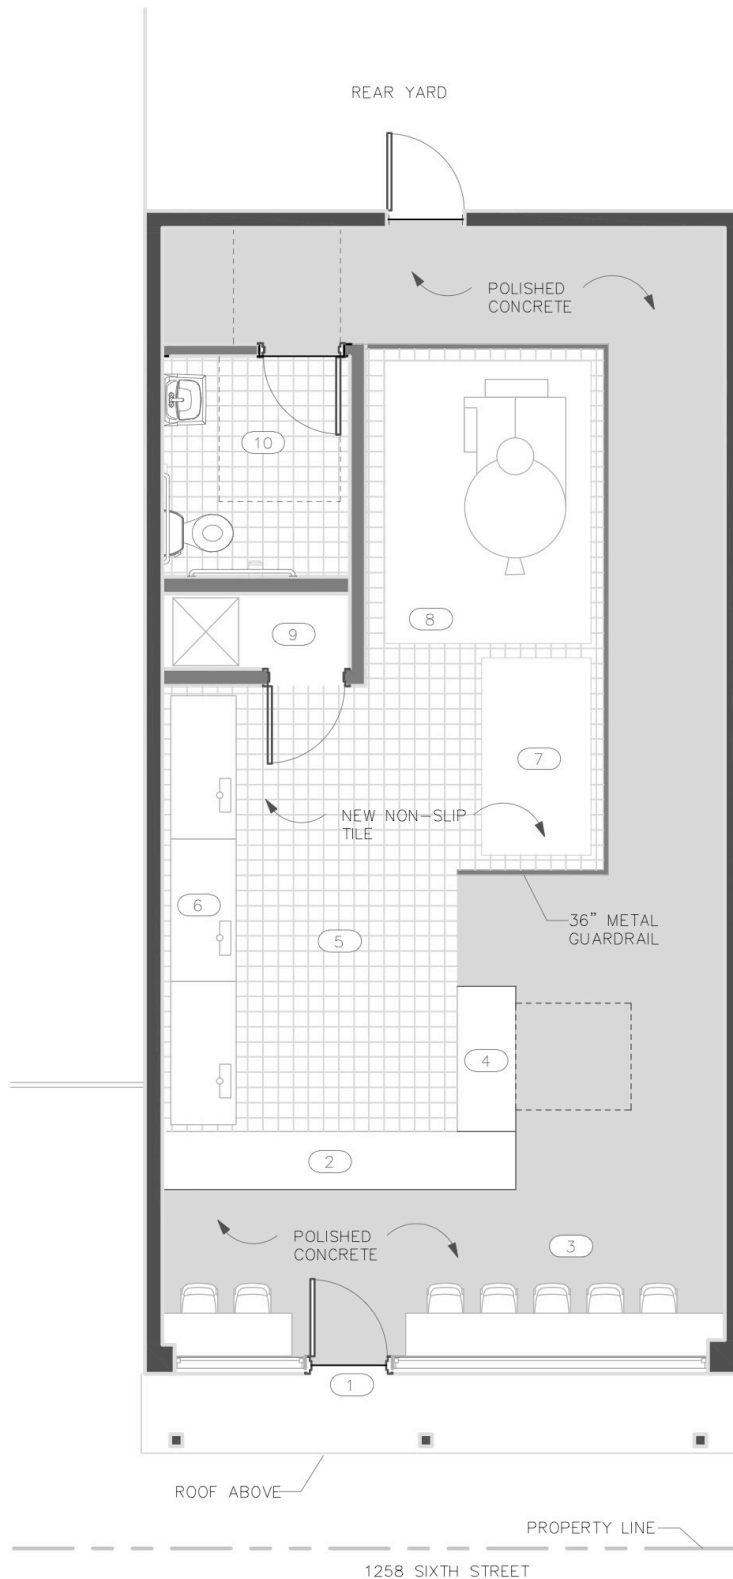 REAR YARD
POLISHED
CONCRETE
10
8
9
7
NEW NON-SLIP
TILE
6
36” METAL
GUARDRAIL
5
4
2
POLISHED
CONCRETE
3
1
ROOF ABOVE
PROPERTY LINE
1258 SIXTH STREET